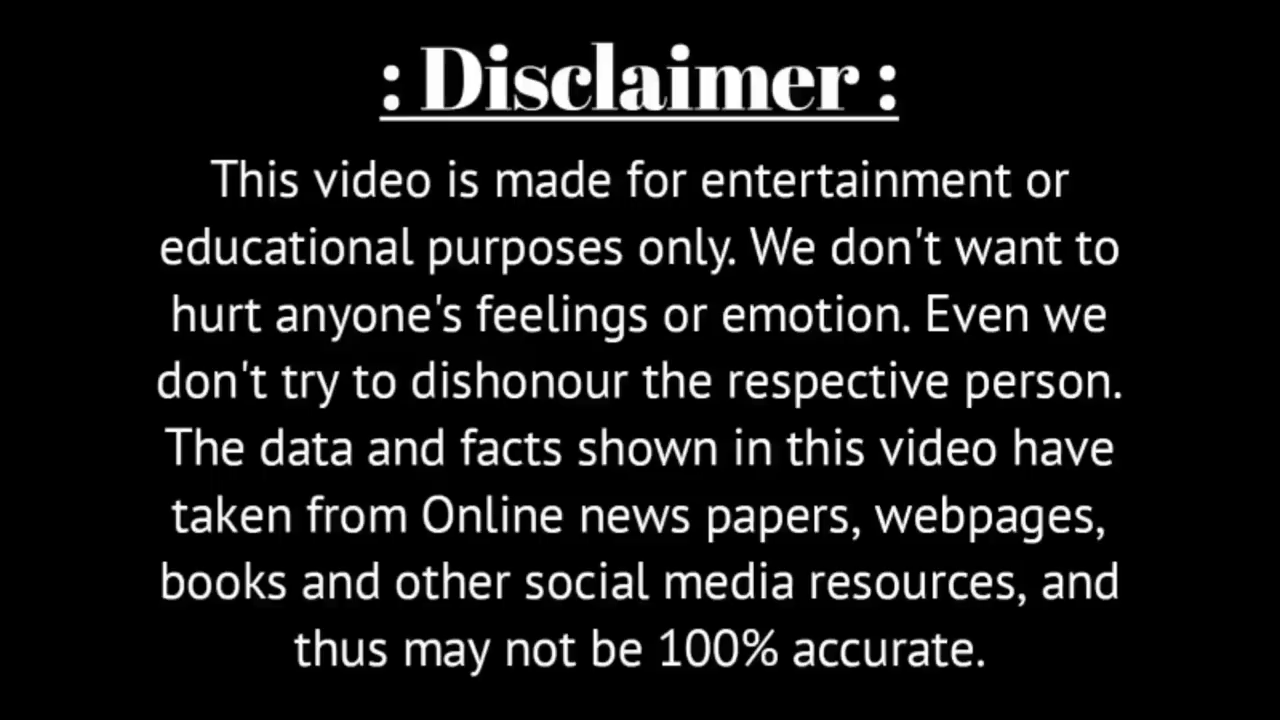 : Disclaimer :
This video is made for entertainment or
educational purposes only. We don't want to
hurt anyone's feelings or emotion. Even we
don't try to dishonour the respective person.
The data and facts shown in this video have
taken from Online news papers, webpages,
books and other social media resources, and
thus may not be 100% accurate.